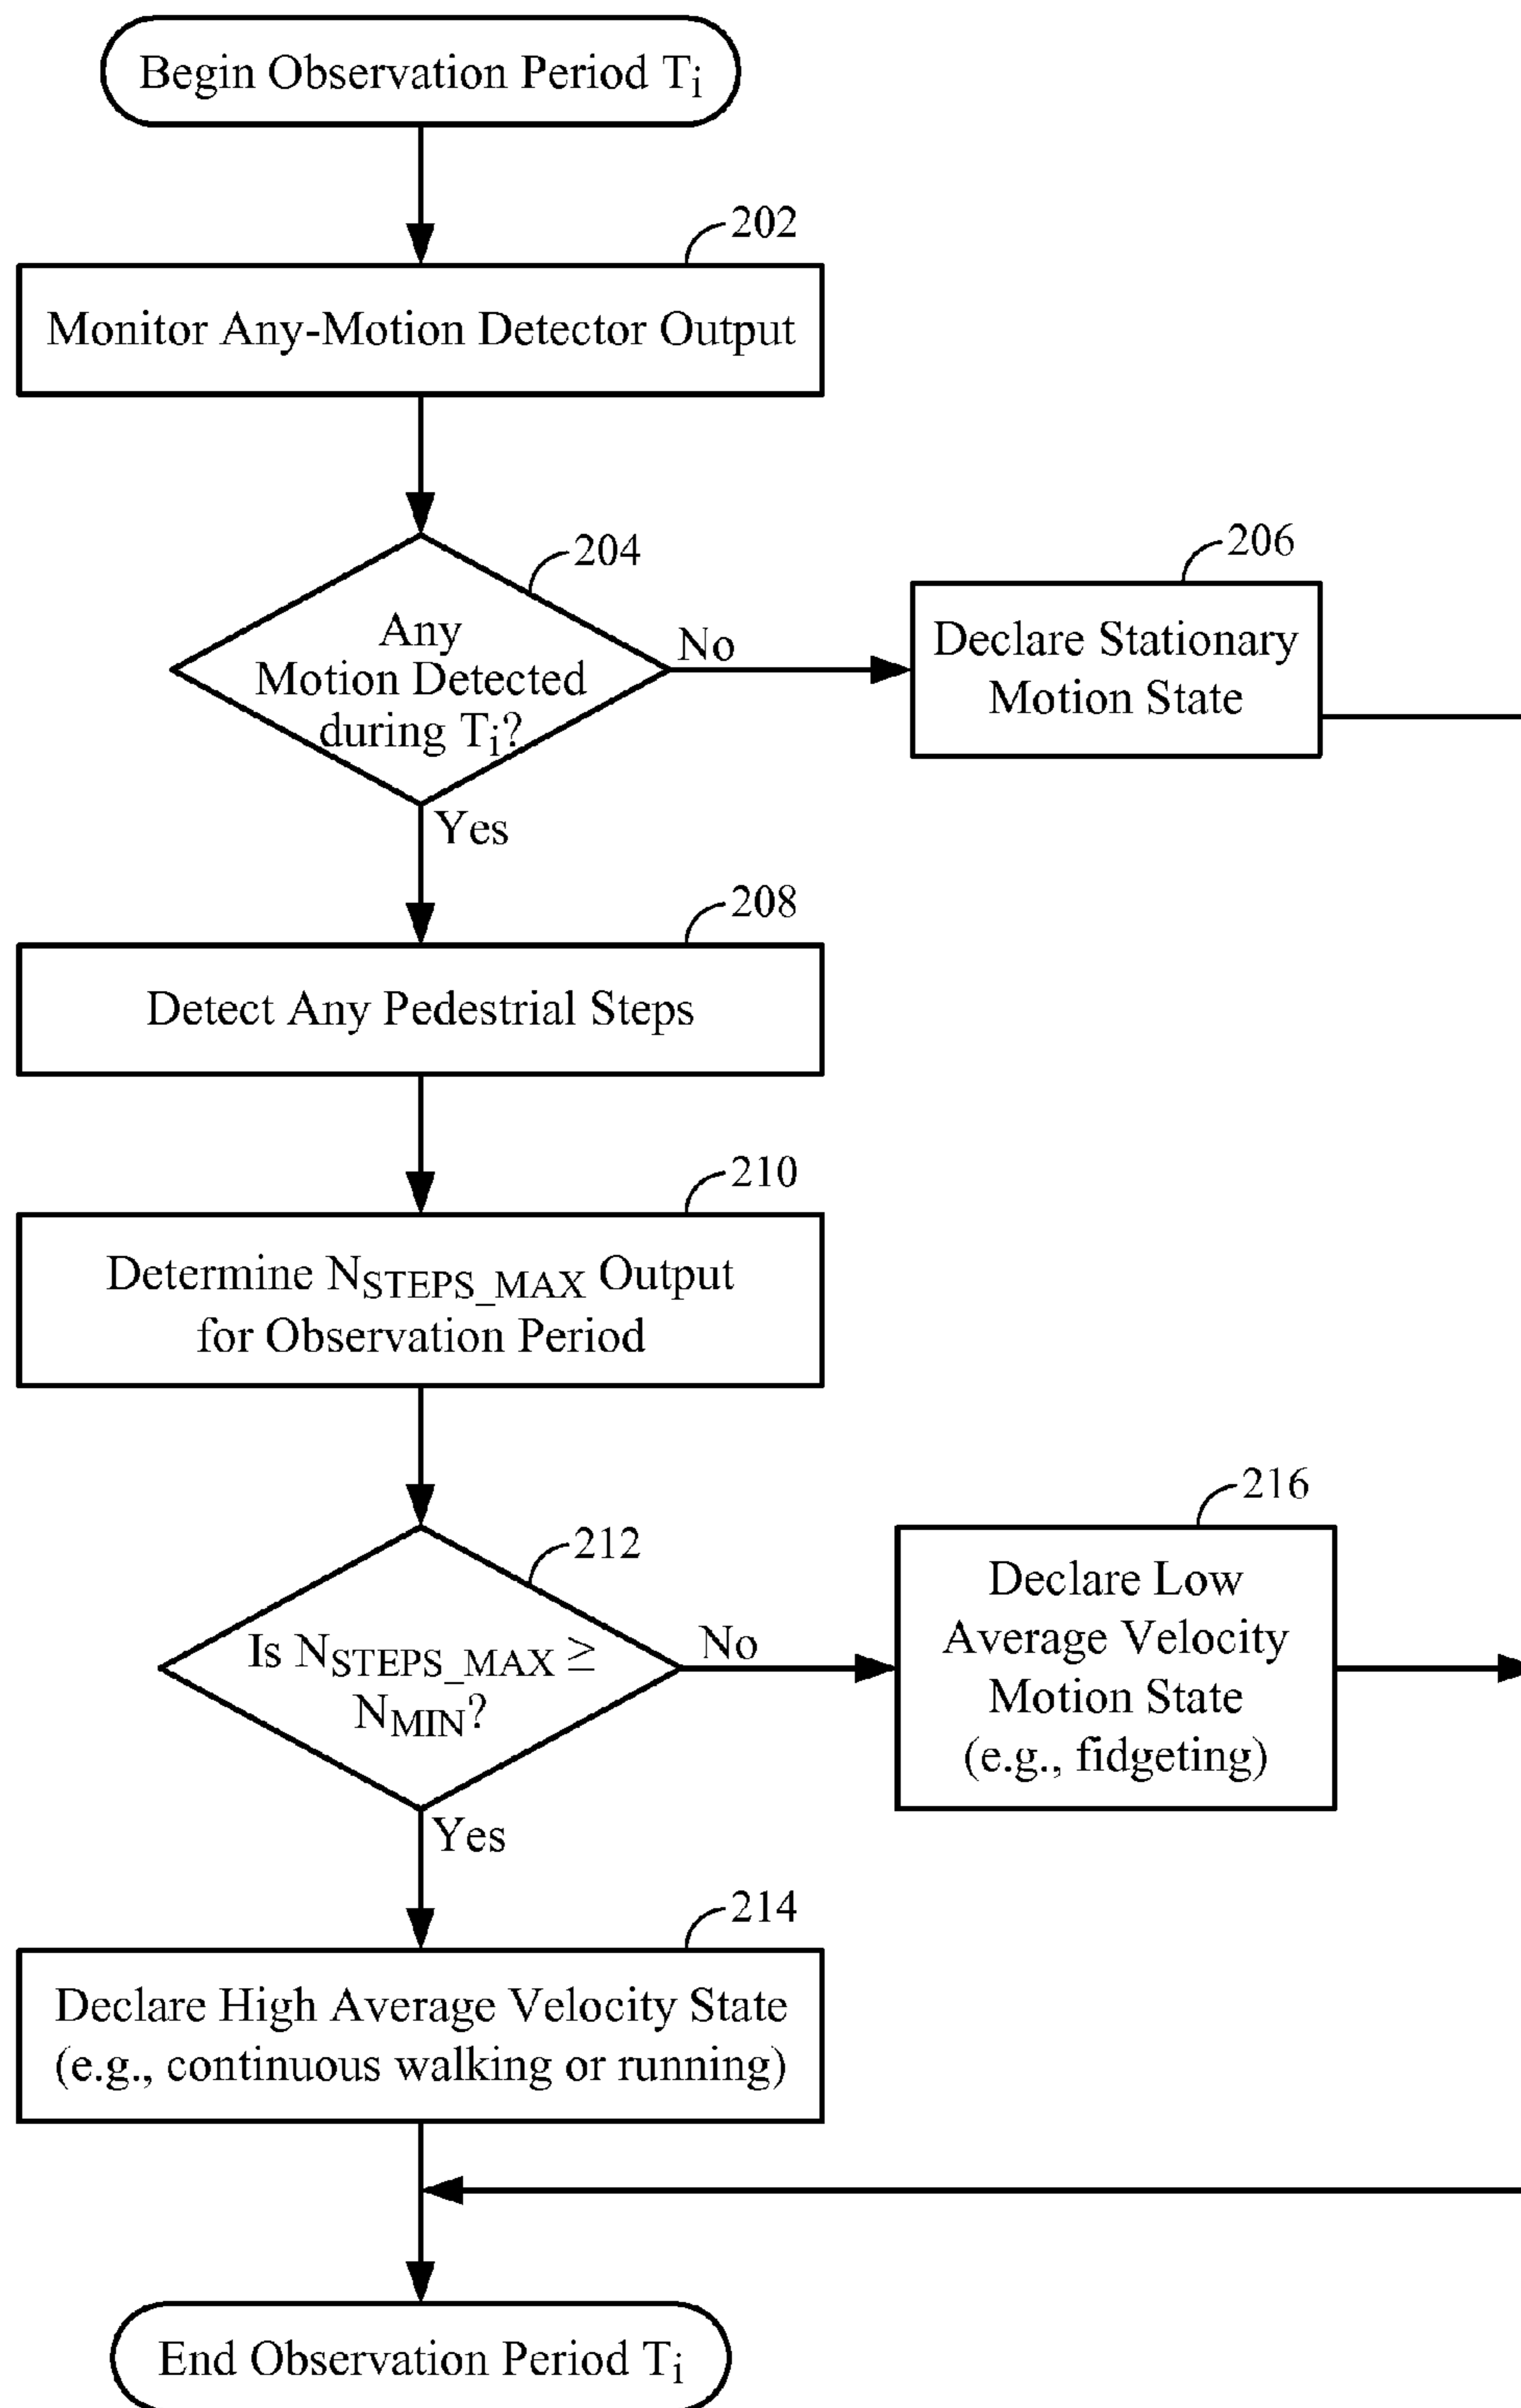 Begin Observation Period Ti
202
Monitor Any-Motion Detector Output
204
Any
Motion Detected
during Ti?
No
206
Declare Stationary
Motion State
Yes
208
Detect Any Pedestrial Steps
210
Determine NSTEPS_MAX Output
for Observation Period
212
Is NSTEPS_MAX ≥
NMIN?
No
216
Declare Low
Average Velocity
Motion State
(e.g., fidgeting)
Yes
214
Declare High Average Velocity State
(e.g., continuous walking or running)
End Observation Period Ti